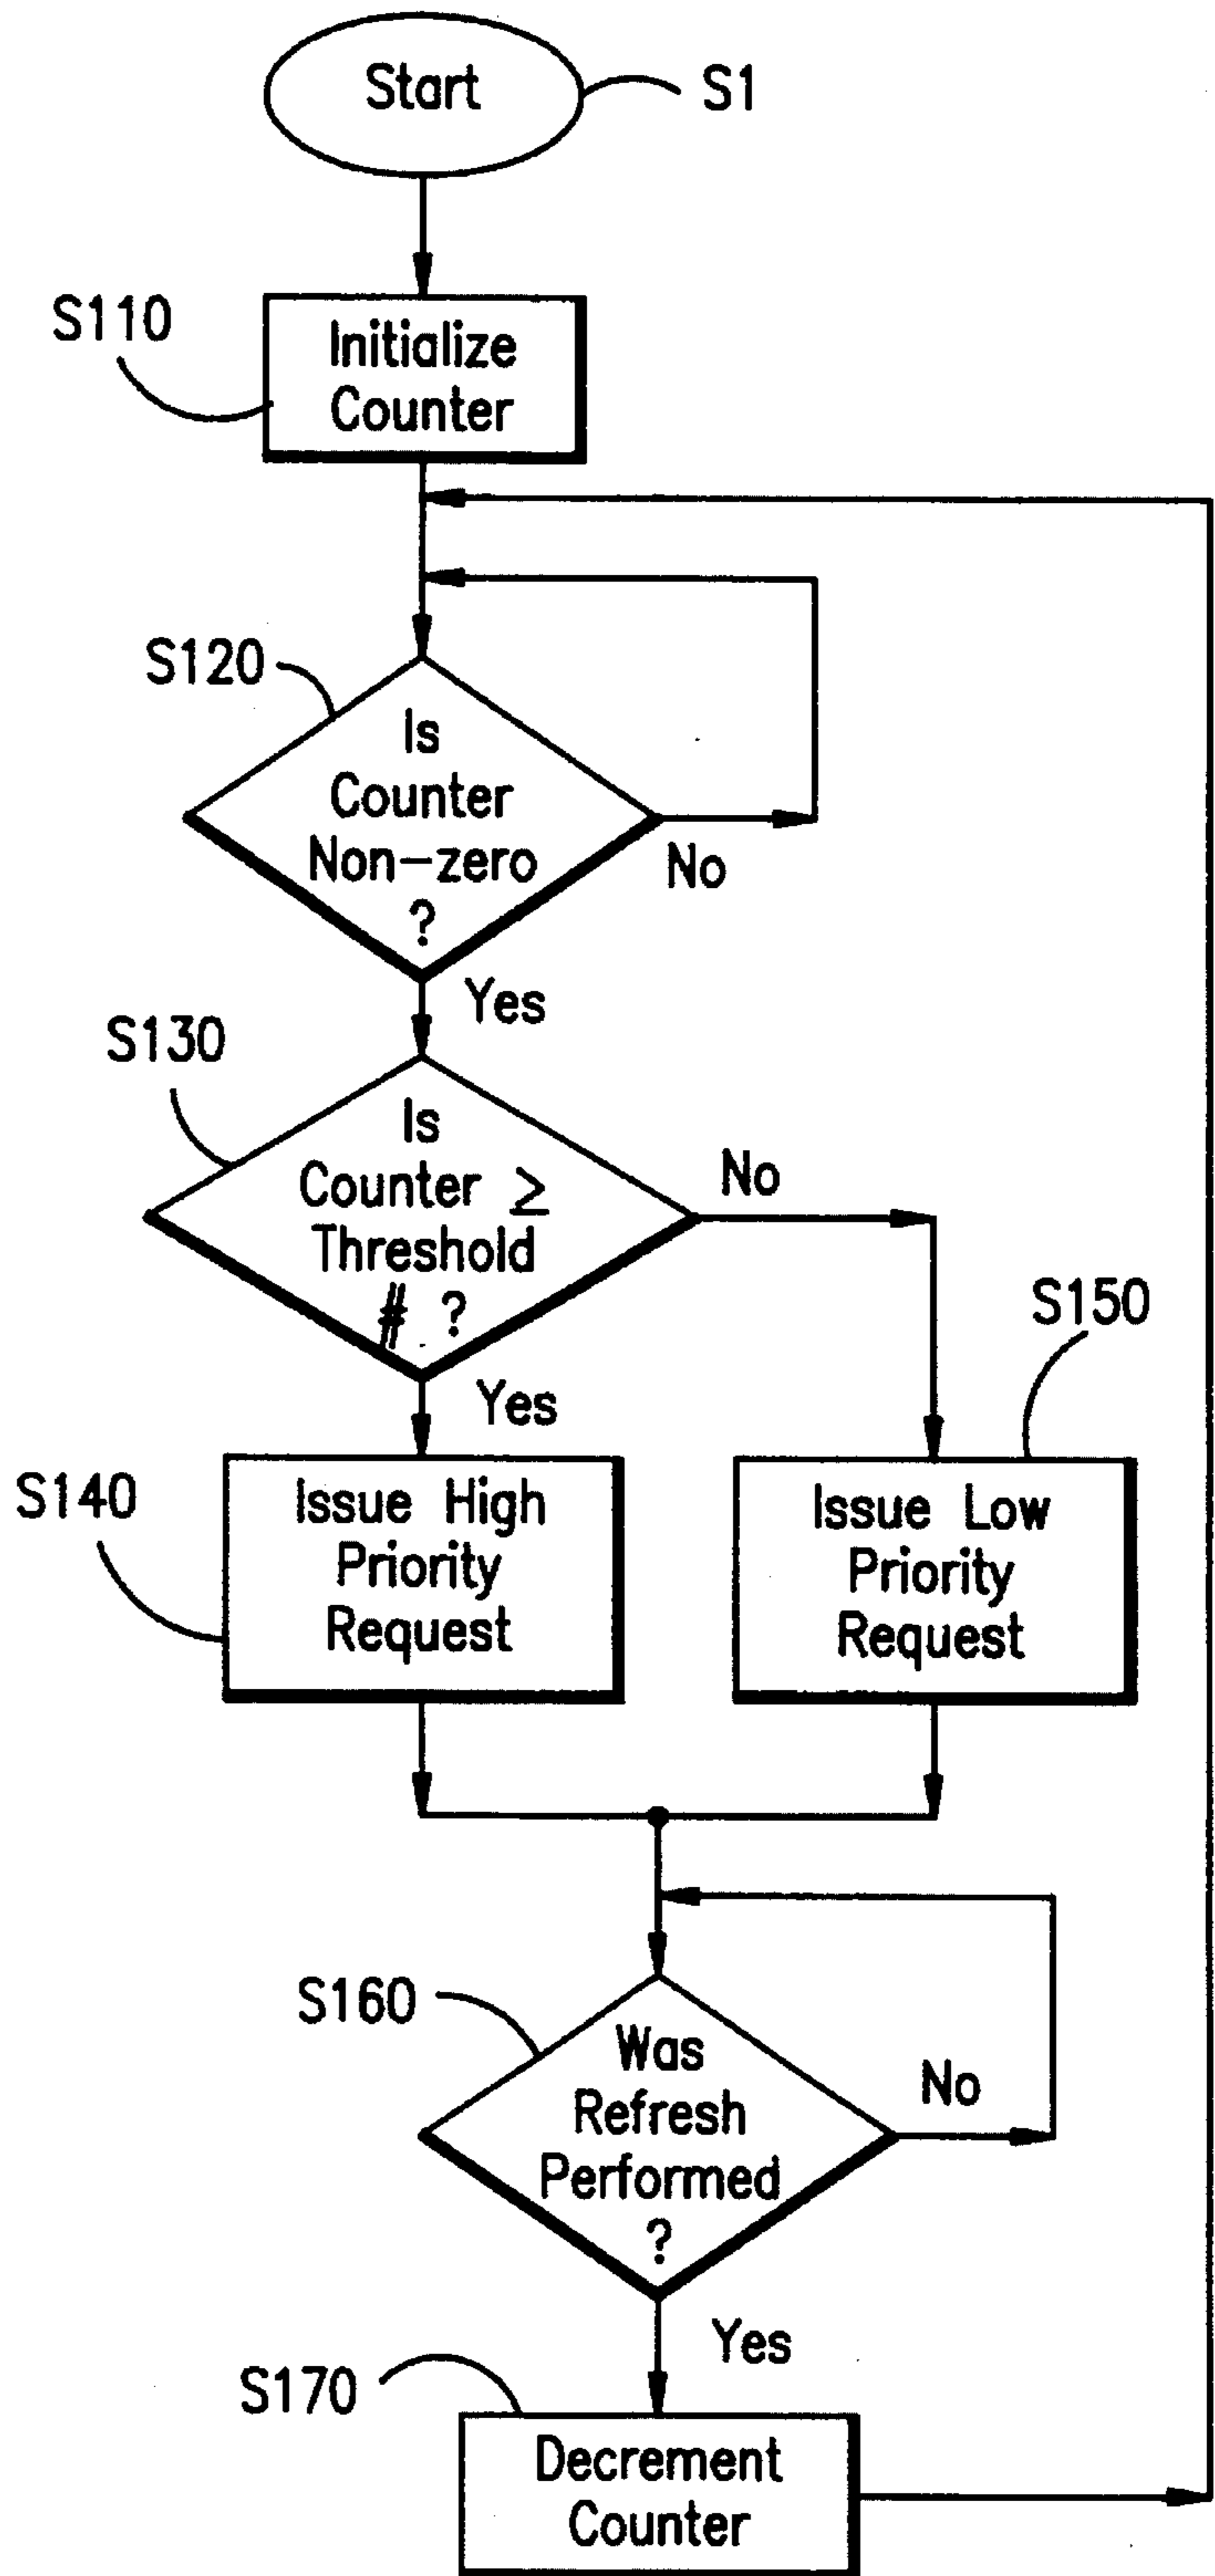 Start
S1
S110
Initialize
Counter
S120
Is
Counter
Non-zero
?
No
Yes
S130
Is
Counter ≥
Threshold
# ?
No
Yes
S150
S140
Issue High
Priority
Request
Issue Low
Priority
Request
S160
Was
Refresh
Performed
?
No
Yes
S170
Decrement
Counter